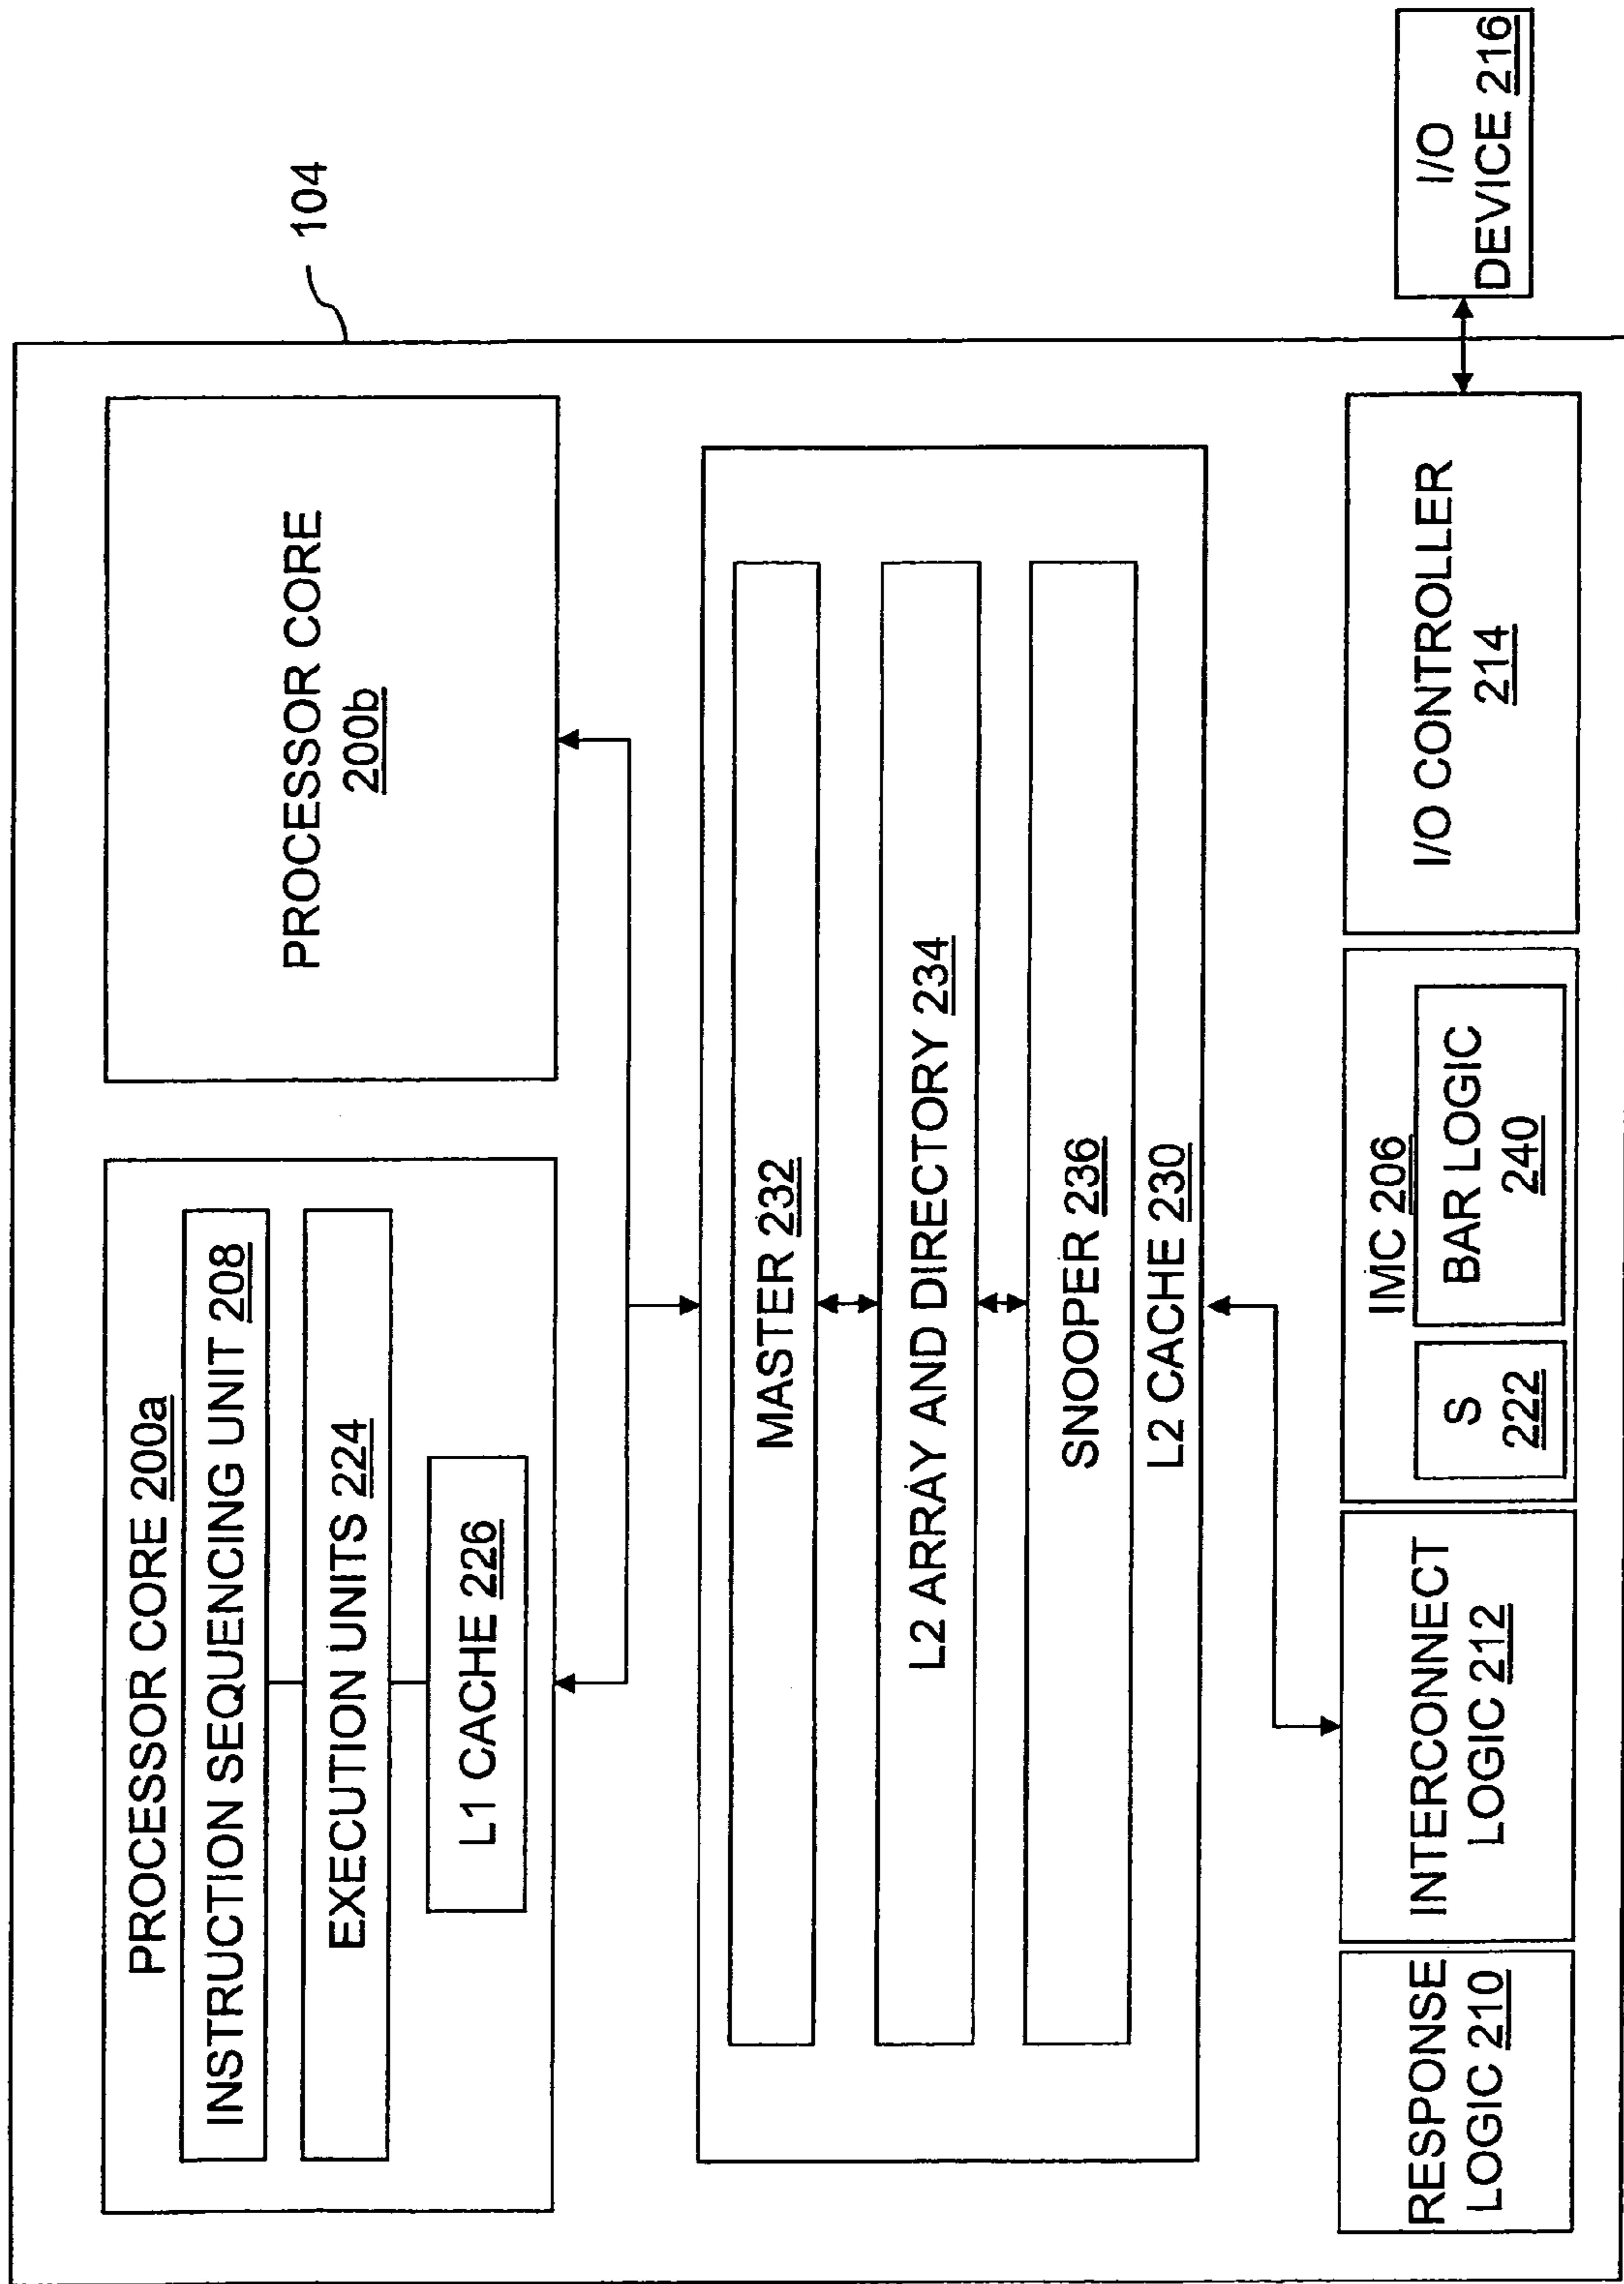 104
PROCESSOR CORE 200a
INSTRUCTION SEQUENCING UNIT 208
EXECUTION UNITS 224
L1 CACHE 226
PROCESSOR CORE
200b
MASTER 232
L2 ARRAY AND DIRECTORY 234
SNOOPER 236
L2 CACHE 230
RESPONSE
LOGIC 210
INTERCONNECT
LOGIC 212
IMC 206
S
222
BAR LOGIC
240
I/O CONTROLLER
214
I/O
DEVICE 216